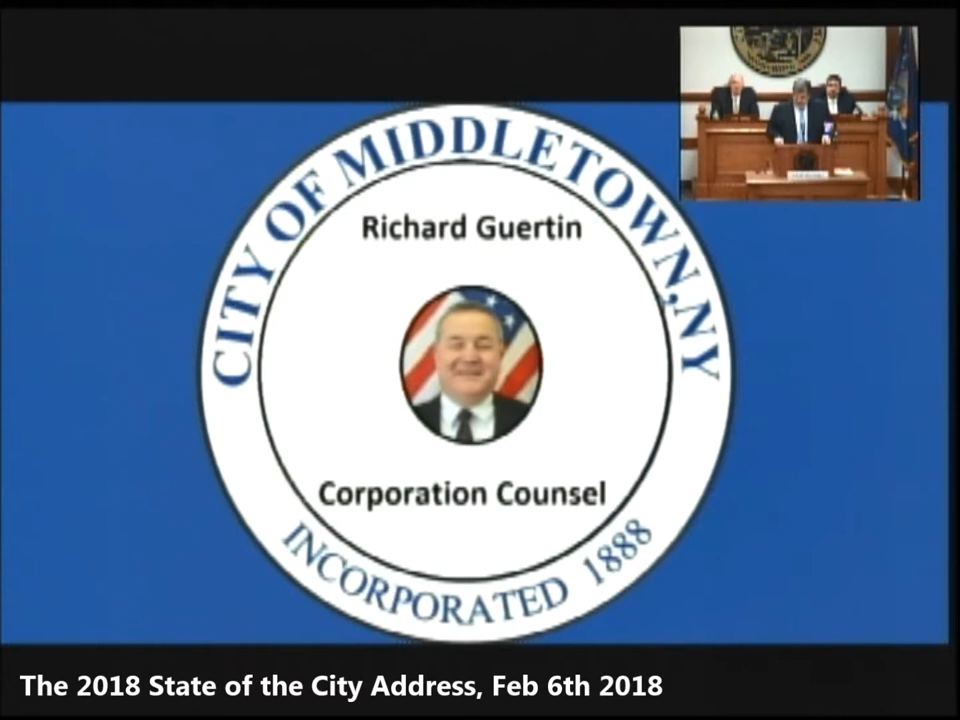 CITY OF MIDDLETOWN, NY
Richard Guertin
Corporation Counsel
INCORPORATED 1888
The 2018 State of the City Address, Feb 6th 2018